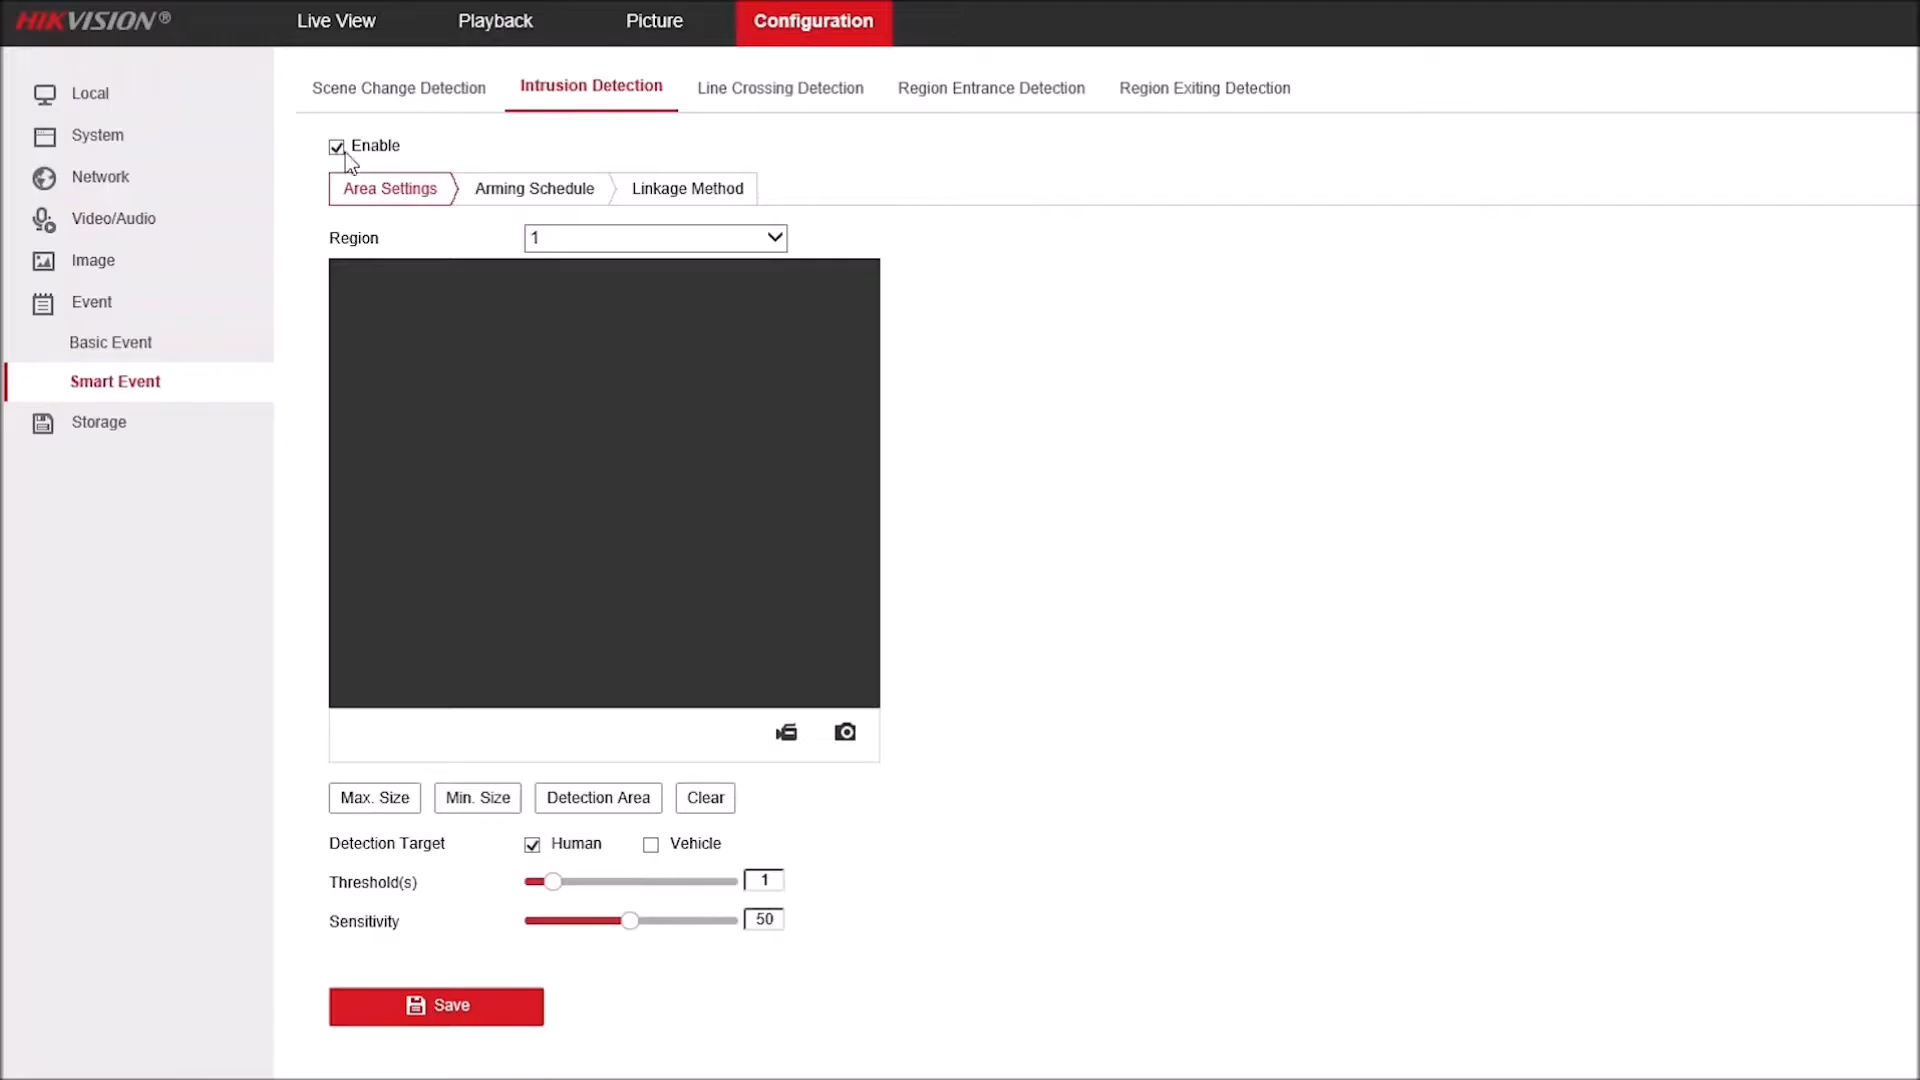 HIKVISION® Live View Playback Picture Configuration
Local
System
Network
Video/Audio
Image
Event
Basic Event
Smart Event
Storage
Scene Change Detection Intrusion Detection Line Crossing Detection Region Entrance Detection Region Exiting Detection
Enable
Area Settings Arming Schedule Linkage Method
Region 1
Max. Size Min. Size Detection Area Clear
Detection Target Human Vehicle
Threshold(s) 1
Sensitivity 50
Save